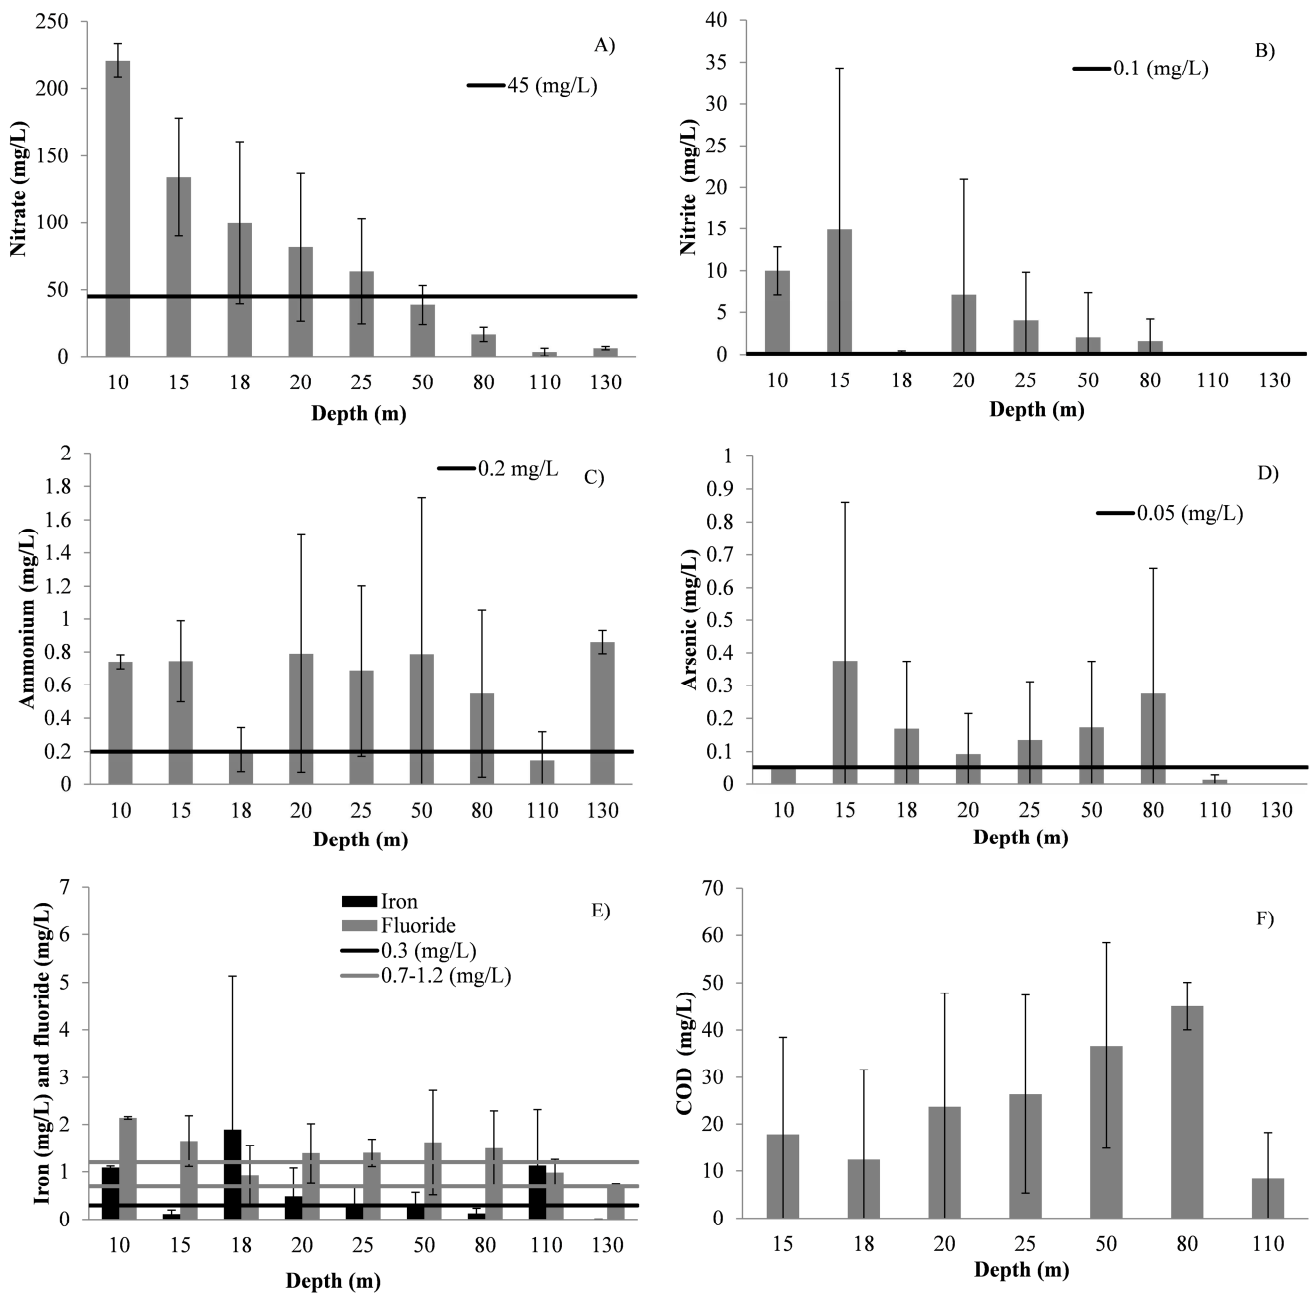 A)
45 (mg/L)
Nitrate (mg/L)
250
200
150
100
50
0
10 15 18 20 25 50 80 110 130
Depth (m)
B)
0.1 (mg/L)
Nitrite (mg/L)
40
35
30
25
20
15
10
5
0
10 15 18 20 25 50 80 110 130
Depth (m)
C)
0.2 mg/L
Ammonium (mg/L)
2
1.8
1.6
1.4
1.2
1
0.8
0.6
0.4
0.2
0
10 15 18 20 25 50 80 110 130
Depth (m)
D)
0.05 (mg/L)
Arsenic (mg/L)
1
0.9
0.8
0.7
0.6
0.5
0.4
0.3
0.2
0.1
0
10 15 18 20 25 50 80 110 130
Depth (m)
E)
Iron
Fluoride
0.3 (mg/L)
0.7-1.2 (mg/L)
Iron (mg/L) and fluoride (mg/L)
7
6
5
4
3
2
1
0
10 15 18 20 25 50 80 110 130
Depth (m)
F)
COD (mg/L)
70
60
50
40
30
20
10
0
15 18 20 25 50 80 110
Depth (m)